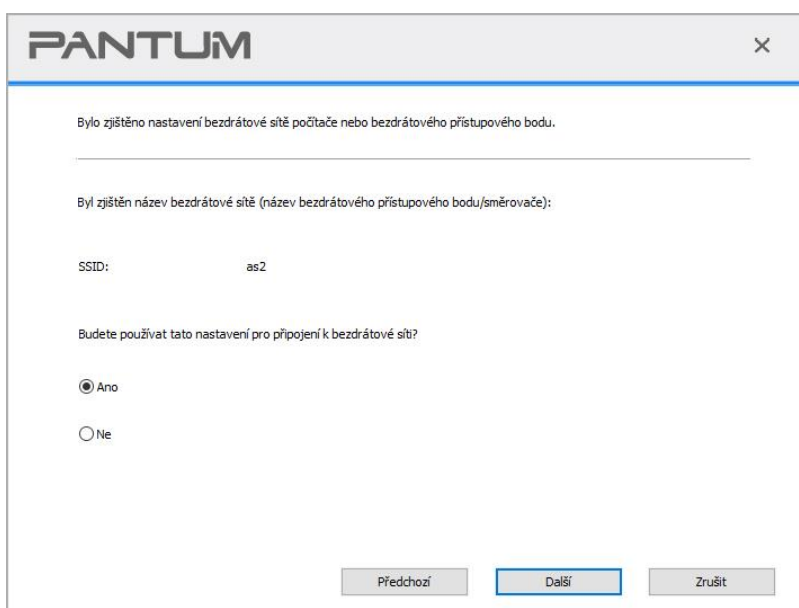 PANTUM
Bylo zjištěno nastavení bezdrátové sítě počítače nebo bezdrátového přístupového bodu.
Byl zjištěn název bezdrátové sítě (název bezdrátového přístupového bodu/směrovače):
SSID: as2
Budete používat tato nastavení pro připojení k bezdrátové síti?
Ano
Ne
Předchozí Další Zrušit